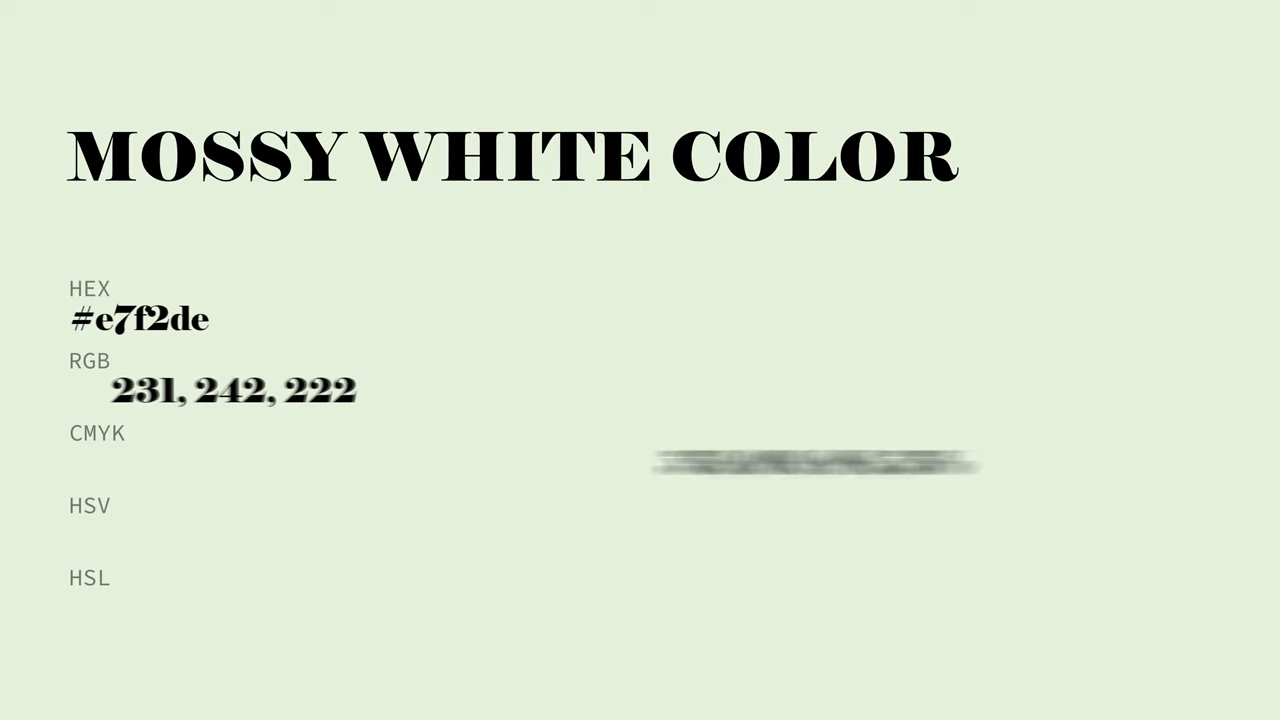 MOSSY WHITE COLOR
HEX
#e7f2de
RGB
231, 242, 222
CMYK
HSV
HSL